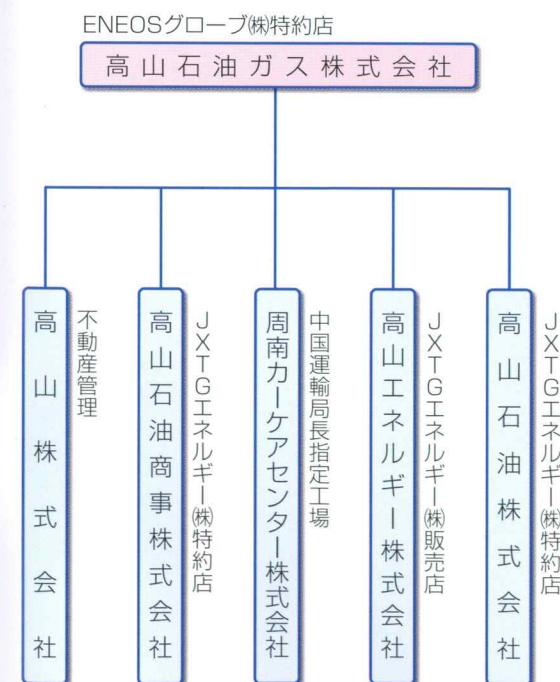 ENEOSグローブ㈱特約店
高山石油ガス株式会社
高山石油株式会社
JXTGエネルギー㈱特約店
高山エネルギー株式会社
JXTGエネルギー㈱販売店
周南カーケアセンター株式会社
中国運輸局長指定工場
高山石油商事株式会社
JXTGエネルギー㈱特約店
高山株式会社
不動産管理